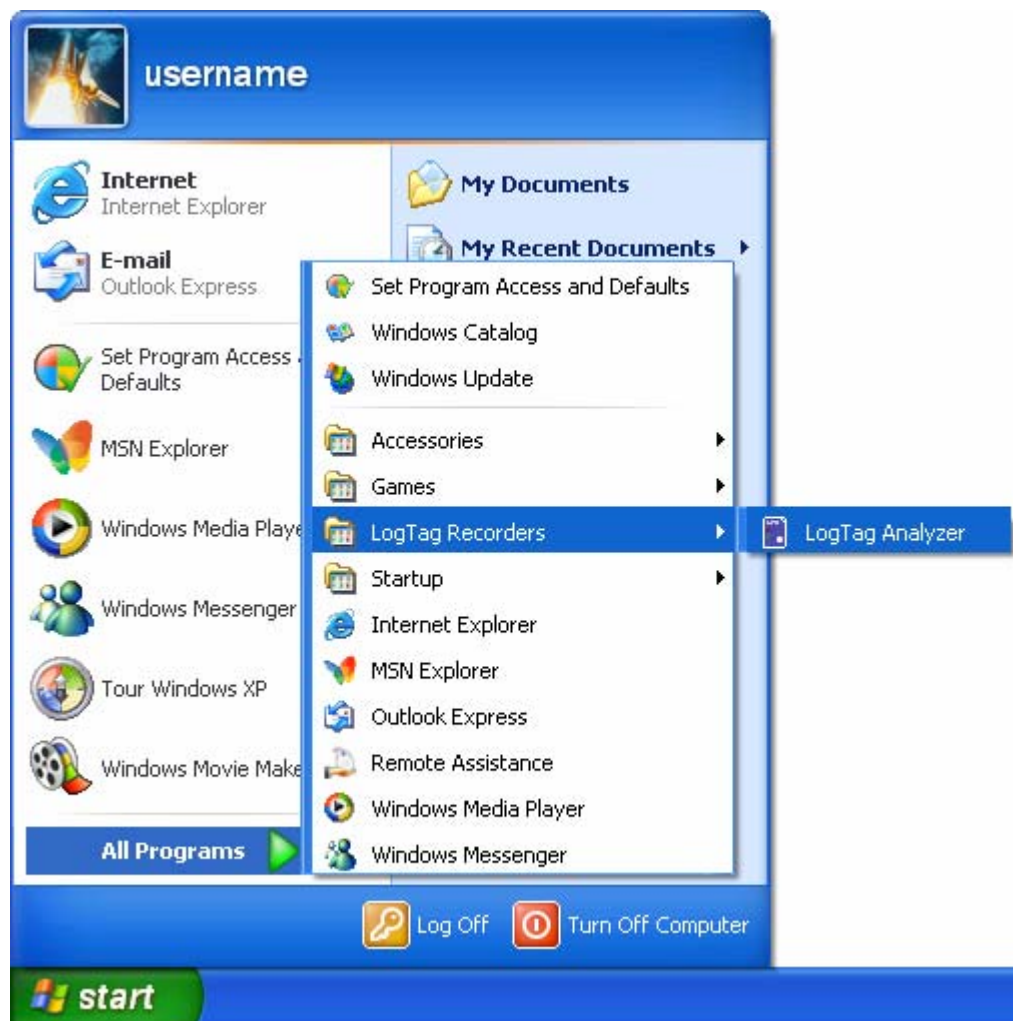 username
Internet
Internet Explorer
E-mail
Outlook Express
Set Program Access
Defaults
MSN Explorer
Windows Media Playe
Windows Messenger
Tour Windows XP
Windows Movie Make
All Programs
My Documents
My Recent Documents
Set Program Access and Defaults
Windows Catalog
Windows Update
Accessories
Games
LogTag Recorders
Startup
Internet Explorer
MSN Explorer
Outlook Express
Remote Assistance
Windows Media Player
Windows Messenger
LogTag Analyzer
Log Off
Turn Off Computer
start